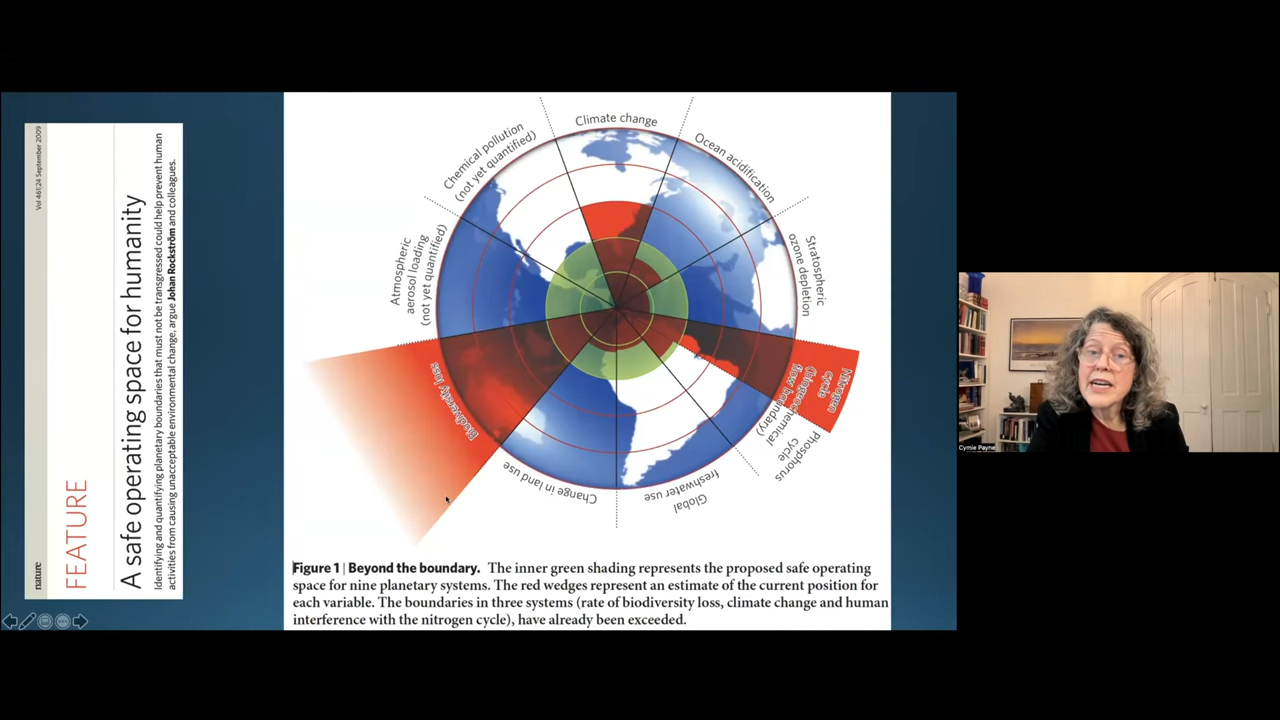 Vol 461|24 September 2009
nature
FEATURE
A safe operating space for humanity
Identifying and quantifying planetary boundaries that must not be transgressed could help prevent human
activities from causing unacceptable environmental change, argue Johan Rockström and colleagues.
Climate change
Ocean acidification
Stratospheric
ozone depletion
Nitrogen
cycle
(biogeochemical
flow boundary)
Phosphorus
cycle
Global
freshwater use
Change in land use
Biodiversity loss
Atmospheric
aerosol loading
(not yet quantified)
Chemical pollution
(not yet quantified)
Figure 1 | Beyond the boundary. The inner green shading represents the proposed safe operating
space for nine planetary systems. The red wedges represent an estimate of the current position for
each variable. The boundaries in three systems (rate of biodiversity loss, climate change and human
interference with the nitrogen cycle), have already been exceeded.
Cymie Payne